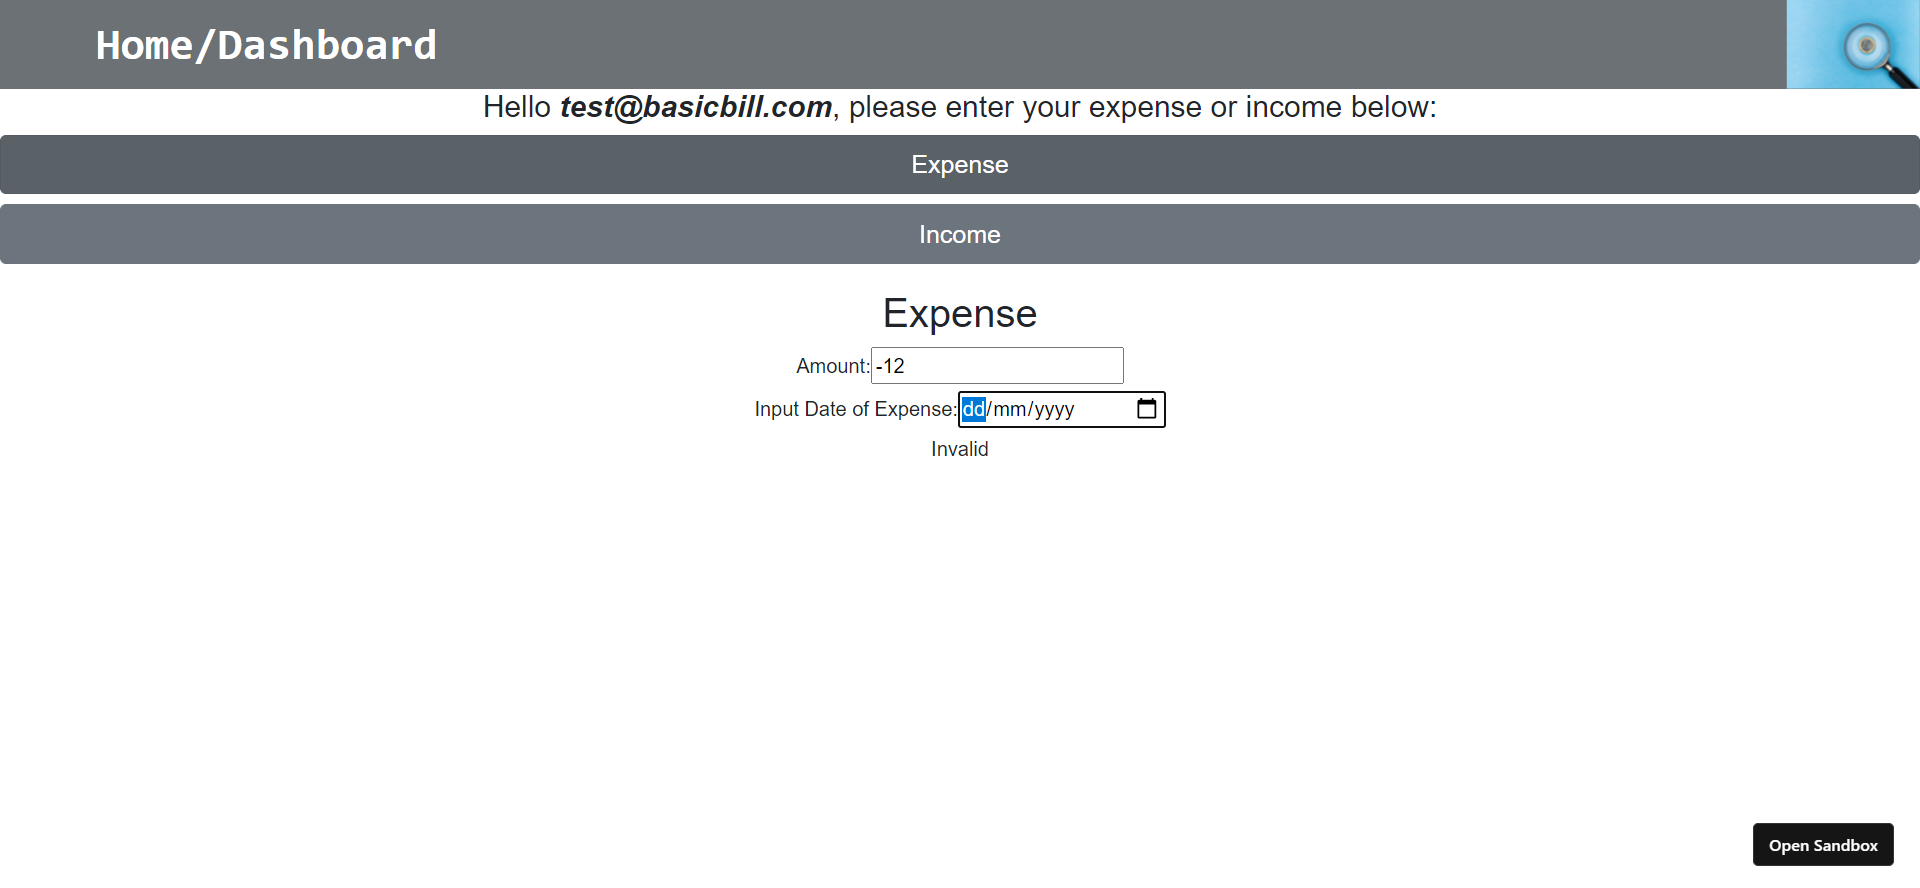 Home/Dashboard
Hello test@basicbill.com, please enter your expense or income below:
Expense
Income
Expense
Amount: -12
Input Date of Expense: dd/mm/yyyy
Invalid
Open Sandbox